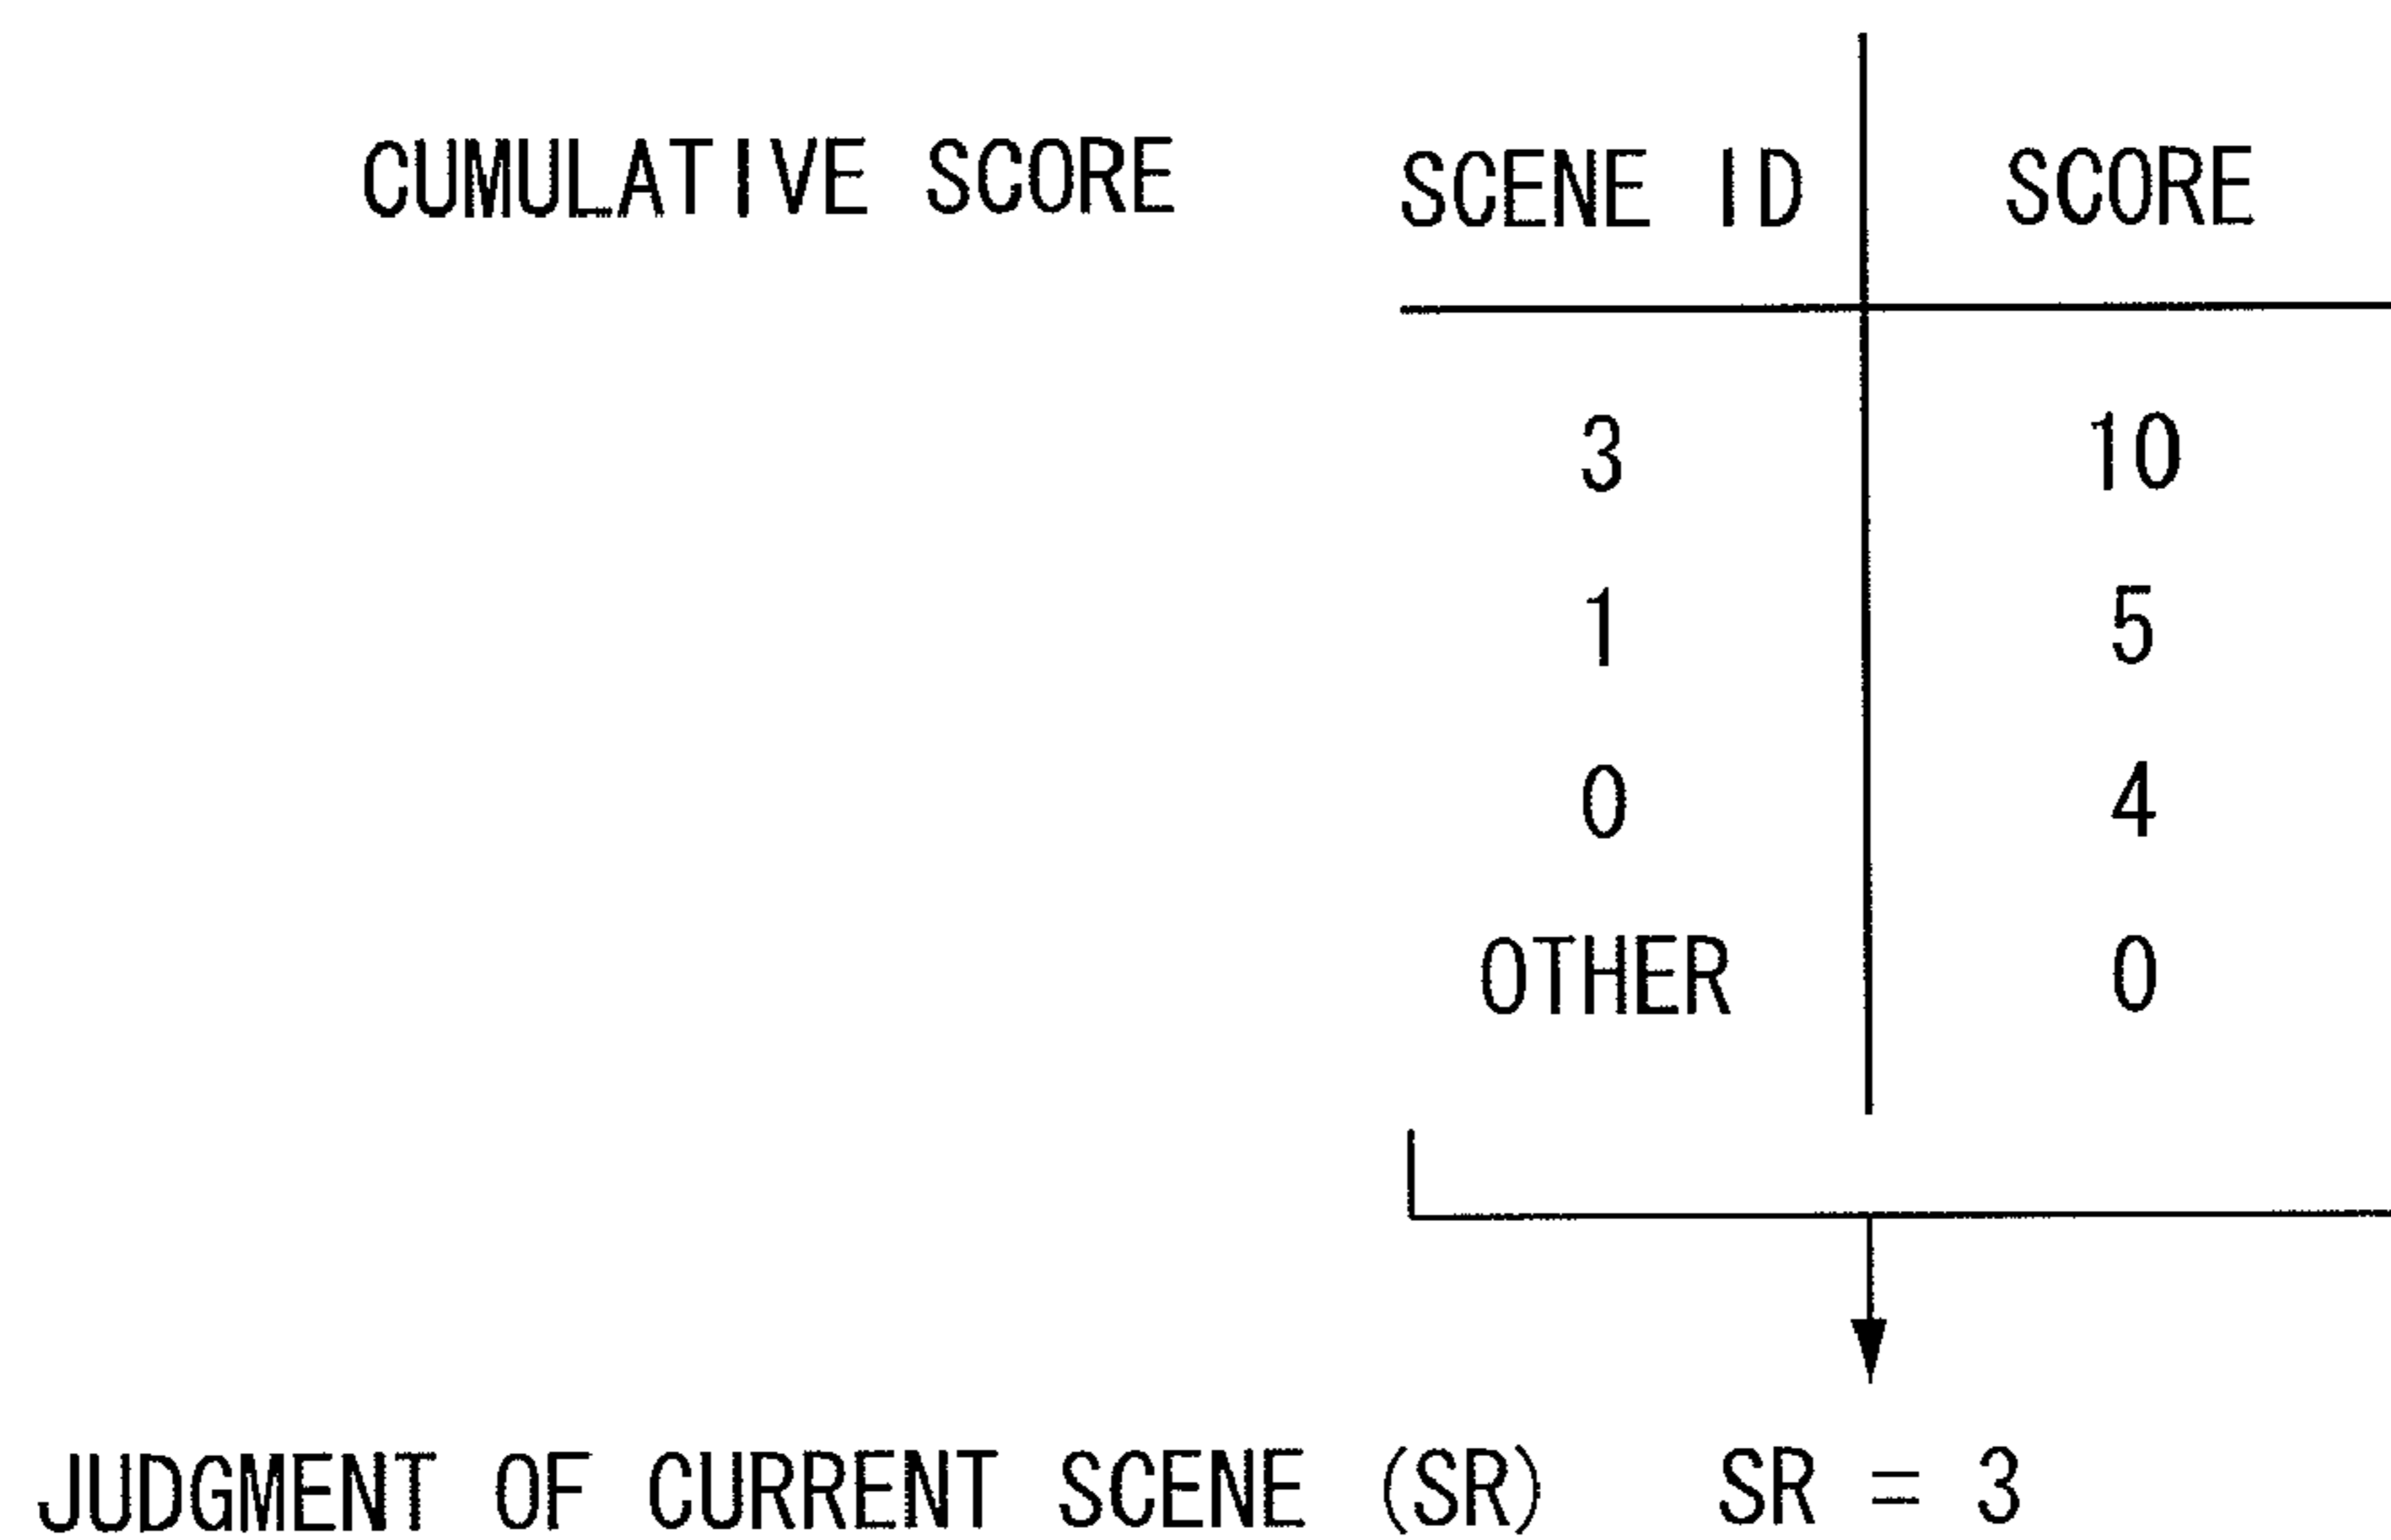 CUMULATIVE SCORE SCENE ID SCORE
3 10
1 5
0 4
OTHER 0
JUDGMENT OF CURRENT SCENE (SR) SR = 3